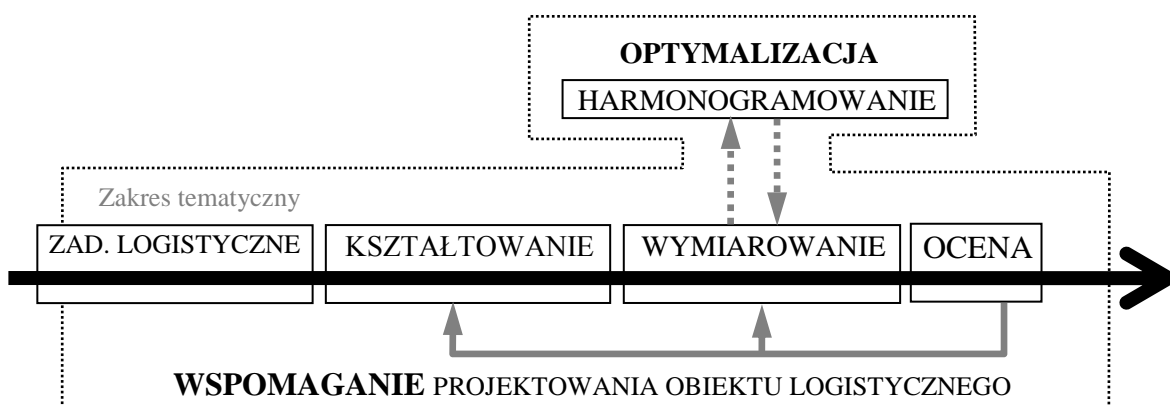 OPTYMALIZACJA
HARMONOGRAMOWANIE
Zakres tematyczny
ZAD. LOGISTYCZNE KSZTAŁTOWANIE WYMIAROWANIE OCENA
WSPOMAGANIE PROJEKTOWANIA OBIEKTU LOGISTYCZNEGO